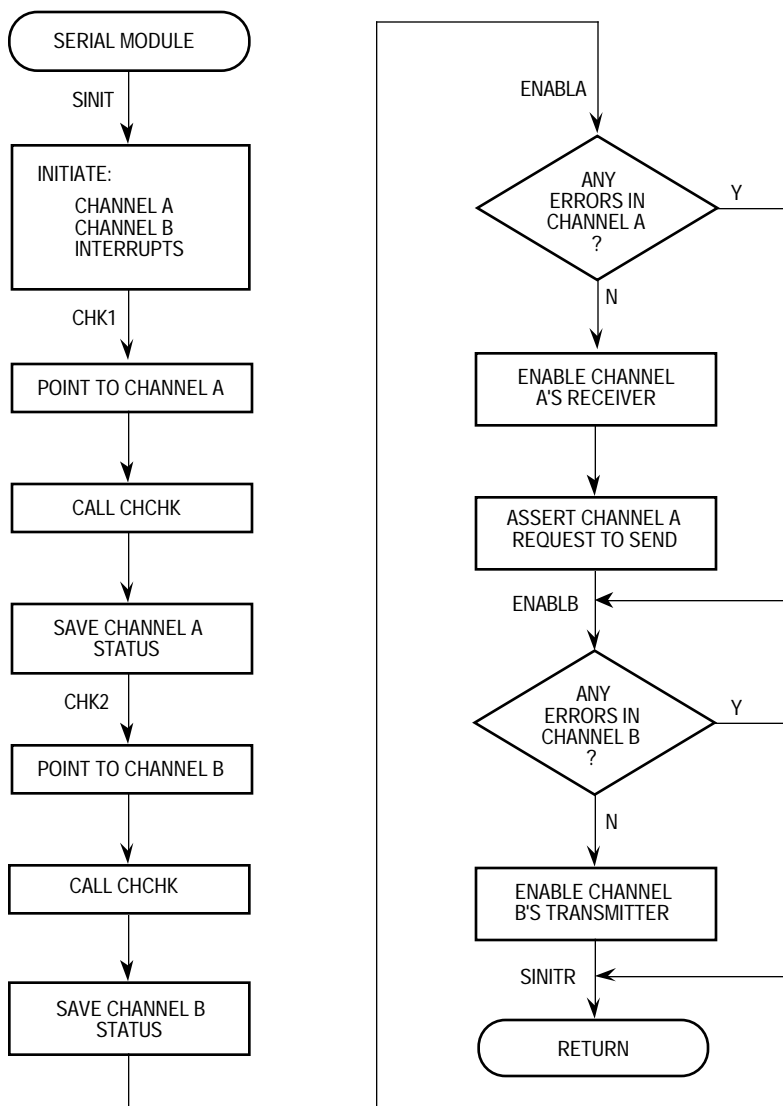 SERIAL MODULE
SINIT
INITIATE:
CHANNEL A
CHANNEL B
INTERRUPTS
CHK1
POINT TO CHANNEL A
CALL CHCHK
SAVE CHANNEL A
STATUS
CHK2
POINT TO CHANNEL B
CALL CHCHK
SAVE CHANNEL B
STATUS
ENABLA
ANY
ERRORS IN
CHANNEL A
?
Y
N
ENABLE CHANNEL
A'S RECEIVER
ASSERT CHANNEL A
REQUEST TO SEND
ENABLB
ANY
ERRORS IN
CHANNEL B
?
Y
N
ENABLE CHANNEL
B'S TRANSMITTER
SINITR
RETURN